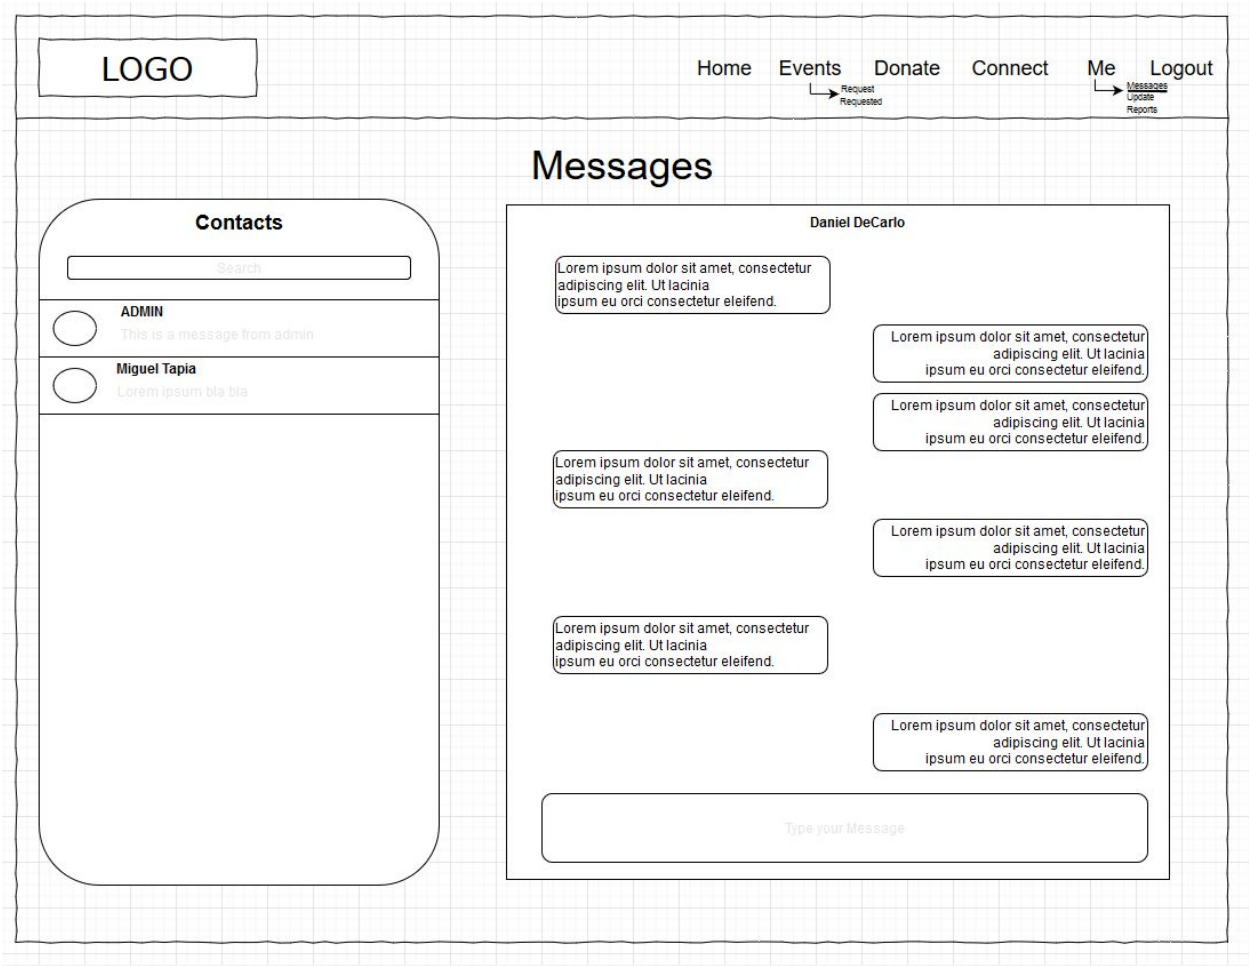 LOGO
Home Events Donate Connect Me Logout
Request
Requested
Messages
Update
Reports
Messages
Contacts
Search
ADMIN
This is a message from admin
Miguel Tapia
Lorem ipsum bla bla
Daniel DeCarlo
Lorem ipsum dolor sit amet, consectetur
adipiscing elit. Ut lacinia
ipsum eu orci consectetur eleifend.
Lorem ipsum dolor sit amet, consectetur
adipiscing elit. Ut lacinia
ipsum eu orci consectetur eleifend.
Lorem ipsum dolor sit amet, consectetur
adipiscing elit. Ut lacinia
ipsum eu orci consectetur eleifend.
Lorem ipsum dolor sit amet, consectetur
adipiscing elit. Ut lacinia
ipsum eu orci consectetur eleifend.
Lorem ipsum dolor sit amet, consectetur
adipiscing elit. Ut lacinia
ipsum eu orci consectetur eleifend.
Lorem ipsum dolor sit amet, consectetur
adipiscing elit. Ut lacinia
ipsum eu orci consectetur eleifend.
Lorem ipsum dolor sit amet, consectetur
adipiscing elit. Ut lacinia
ipsum eu orci consectetur eleifend.
Type your Message